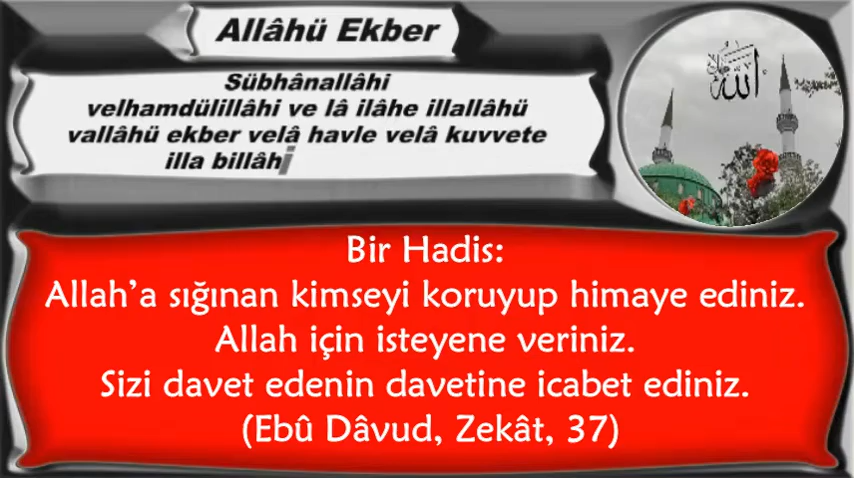 Allâhü Ekber
Sübhânallâhi
velhamdülillâhi ve lâ ilâhe illallâhü
vallâhü ekber velâ havle velâ kuvvete
illa billâhi
الله
Bir Hadis:
Allah’a sığınan kimseyi koruyup himaye ediniz.
Allah için isteyene veriniz.
Sizi davet edenin davetine icabet ediniz.
(Ebû Dâvud, Zekât, 37)